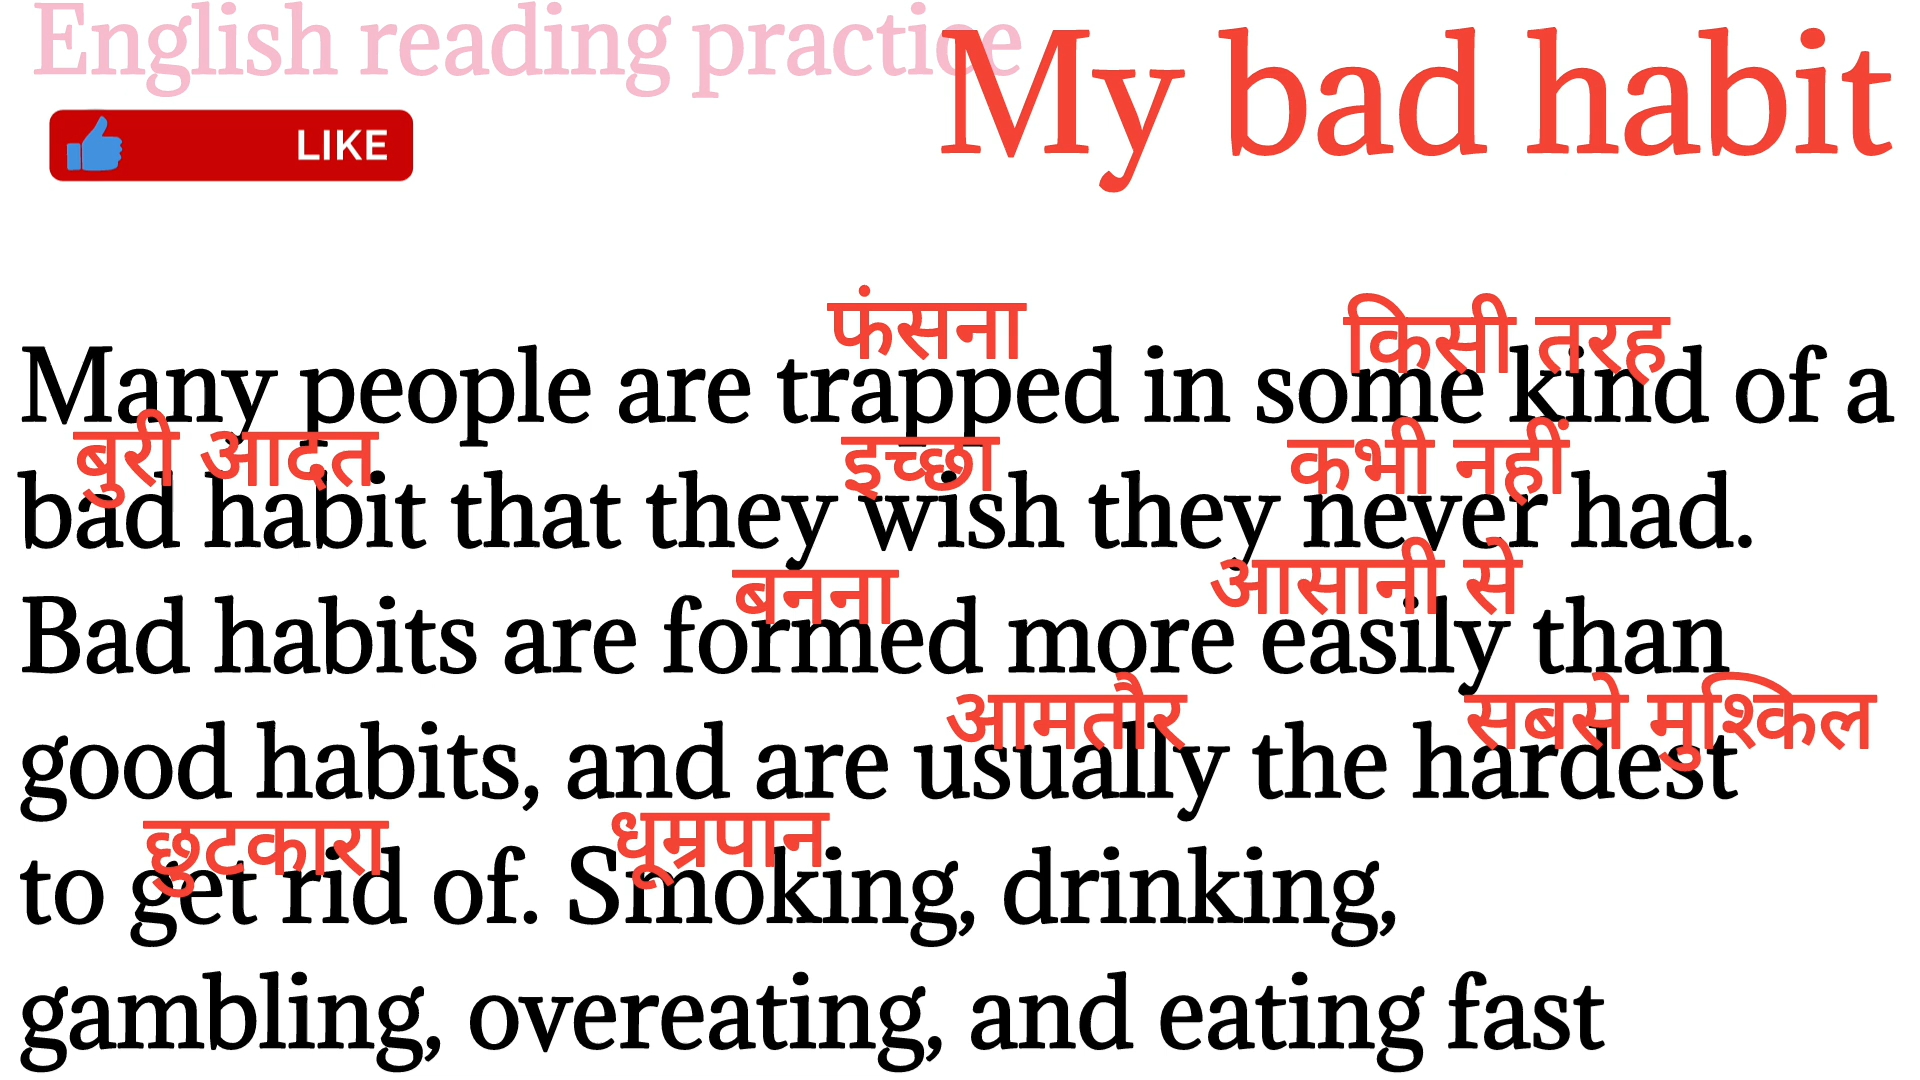 English reading practice
My bad habit
LIKE
फंसना किसी तरह
Many people are trapped in some kind of a
बुरी आदत इच्छा कभी नहीं
bad habit that they wish they never had.
बनना आसानी से
Bad habits are formed more easily than
आमतौर सबसे मुश्किल
good habits, and are usually the hardest
छुटकारा धूम्रपान
to get rid of. Smoking, drinking,
gambling, overeating, and eating fast